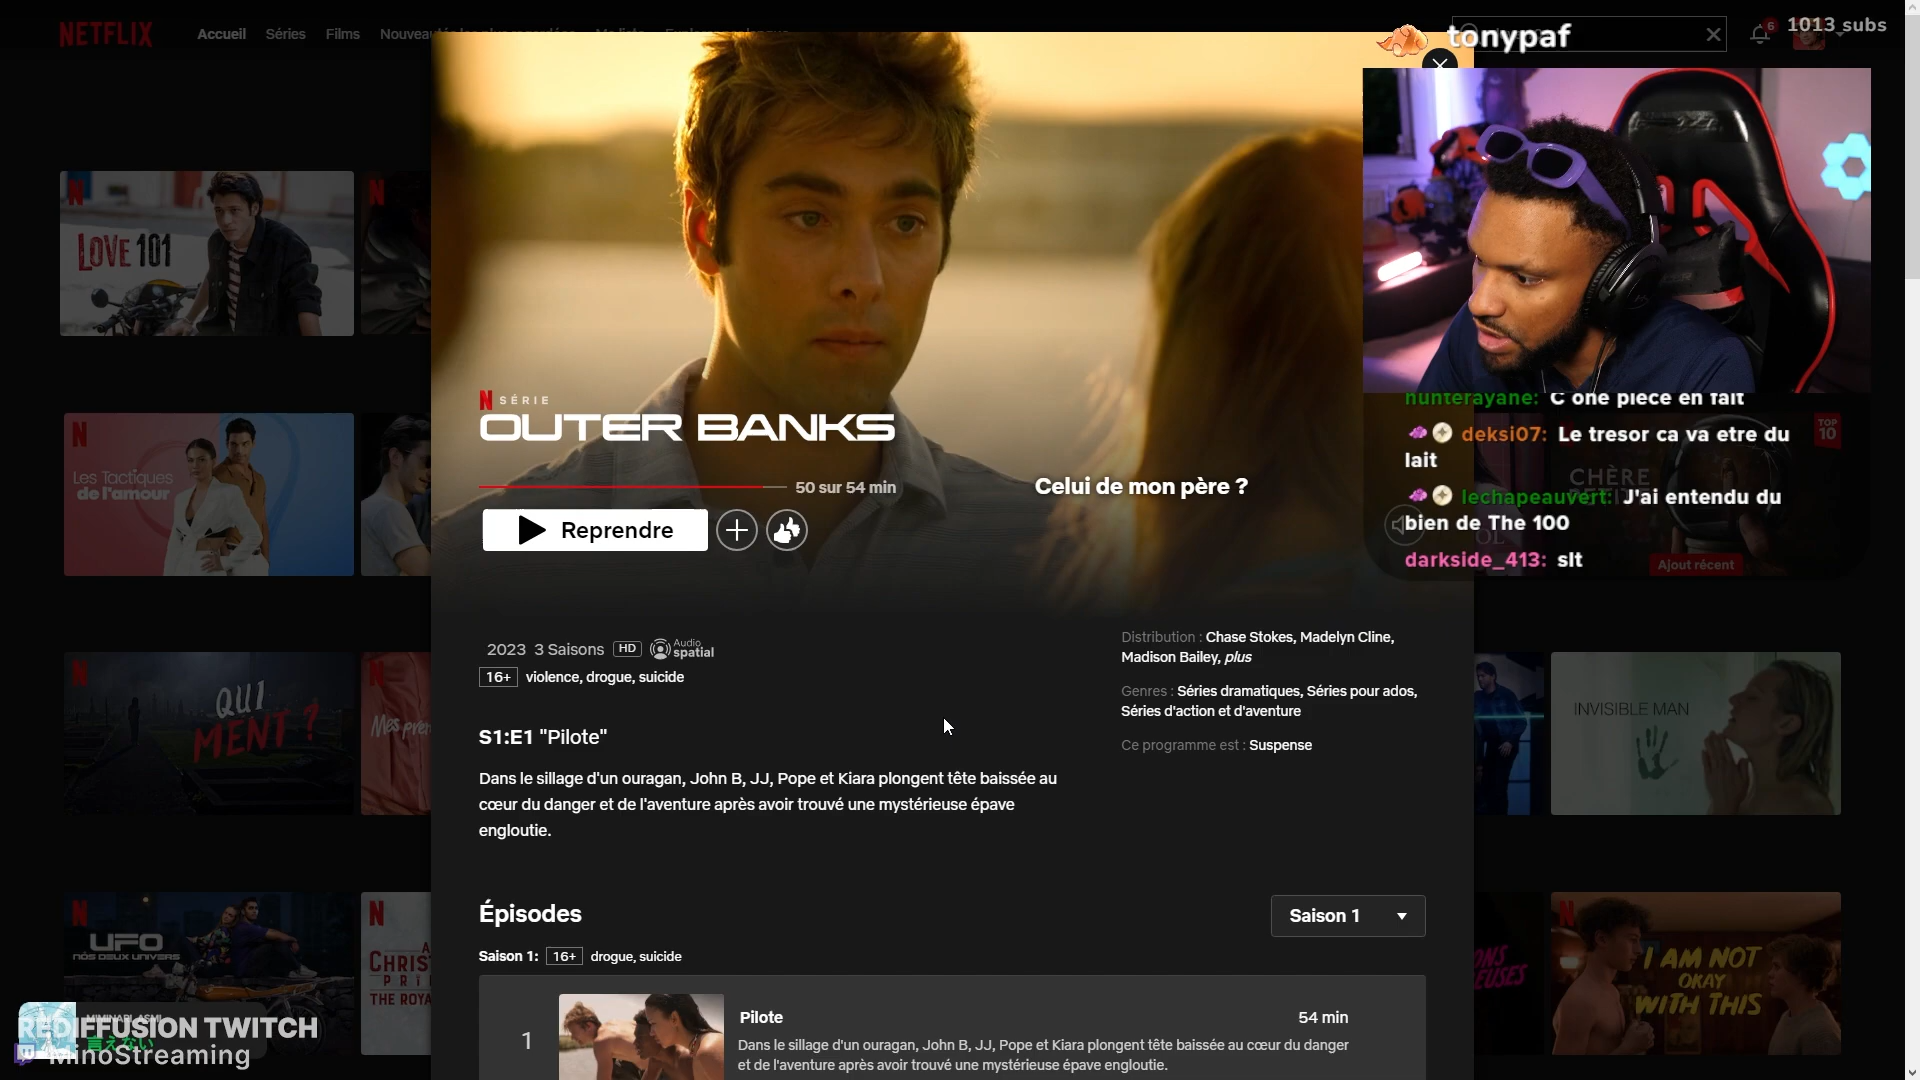 NETFLIX
Accueil
Séries
Films
tonypaf
6
1013 subs
LOVE 101
Les Tactiques
de l'amour
QUI
MENT ?
UFO
NOS DEUX UNIVERS
REDIFFUSION TWITCH
MinoStreaming
SÉRIE
OUTER BANKS
50 sur 54 min
Celui de mon père ?
Reprendre
hunterayane: C one piece en fait
deksi07: Le tresor ca va etre du
lait
lechapeauvert: J'ai entendu du
bien de The 100
darkside_413: slt
TOP
10
CHÈRE
Ajout récent
2023 3 Saisons HD Audio spatial
16+ violence, drogue, suicide
S1:E1 "Pilote"
Dans le sillage d'un ouragan, John B, JJ, Pope et Kiara plongent tête baissée au
cœur du danger et de l'aventure après avoir trouvé une mystérieuse épave
engloutie.
Distribution : Chase Stokes, Madelyn Cline,
Madison Bailey, plus
Genres : Séries dramatiques, Séries pour ados,
Séries d'action et d'aventure
Ce programme est : Suspense
INVISIBLE MAN
I AM NOT
OKAY
WITH THIS
Épisodes
Saison 1
Saison 1: 16+ drogue, suicide
1
Pilote
54 min
Dans le sillage d'un ouragan, John B, JJ, Pope et Kiara plongent tête baissée au cœur du danger
et de l'aventure après avoir trouvé une mystérieuse épave engloutie.